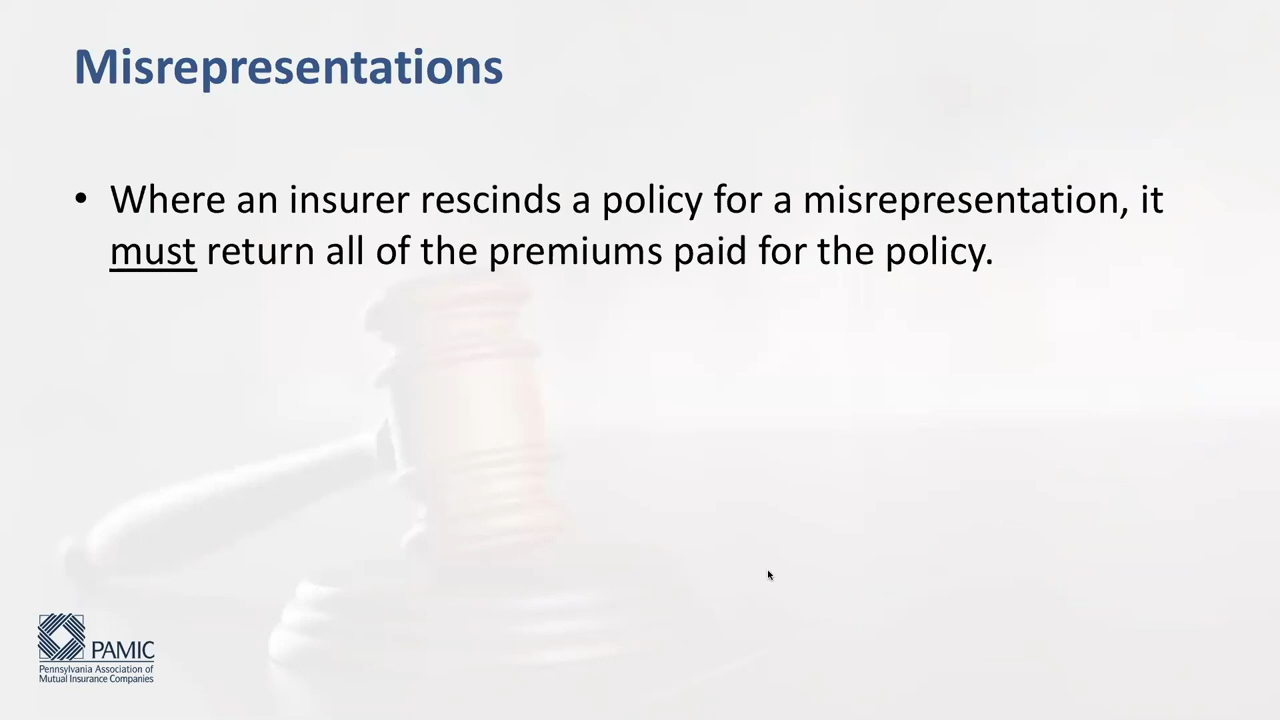 Misrepresentations
• Where an insurer rescinds a policy for a misrepresentation, it
must return all of the premiums paid for the policy.
PAMIC
Pennsylvania Association of
Mutual Insurance Companies